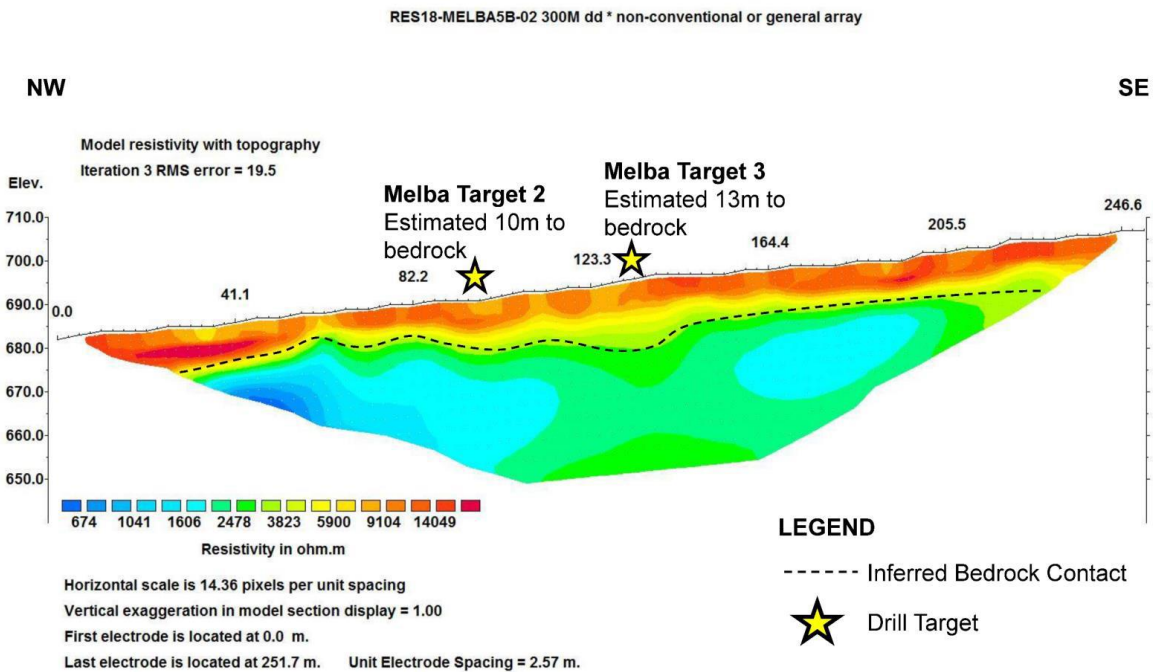 RES18-MELBA5B-02 300M dd * non-conventional or general array
NW
SE
Model resistivity with topography
Iteration 3 RMS error = 19.5
Elev.
Melba Target 2
Estimated 10m to
bedrock
Melba Target 3
Estimated 13m to
bedrock
710.0
700.0
690.0
680.0
670.0
660.0
650.0
0.0
41.1
82.2
123.3
164.4
205.5
246.6
674 1041 1606 2478 3823 5900 9104 14049
Resistivity in ohm.m
LEGEND
Inferred Bedrock Contact
Drill Target
Horizontal scale is 14.36 pixels per unit spacing
Vertical exaggeration in model section display = 1.00
First electrode is located at 0.0 m.
Last electrode is located at 251.7 m. Unit Electrode Spacing = 2.57 m.